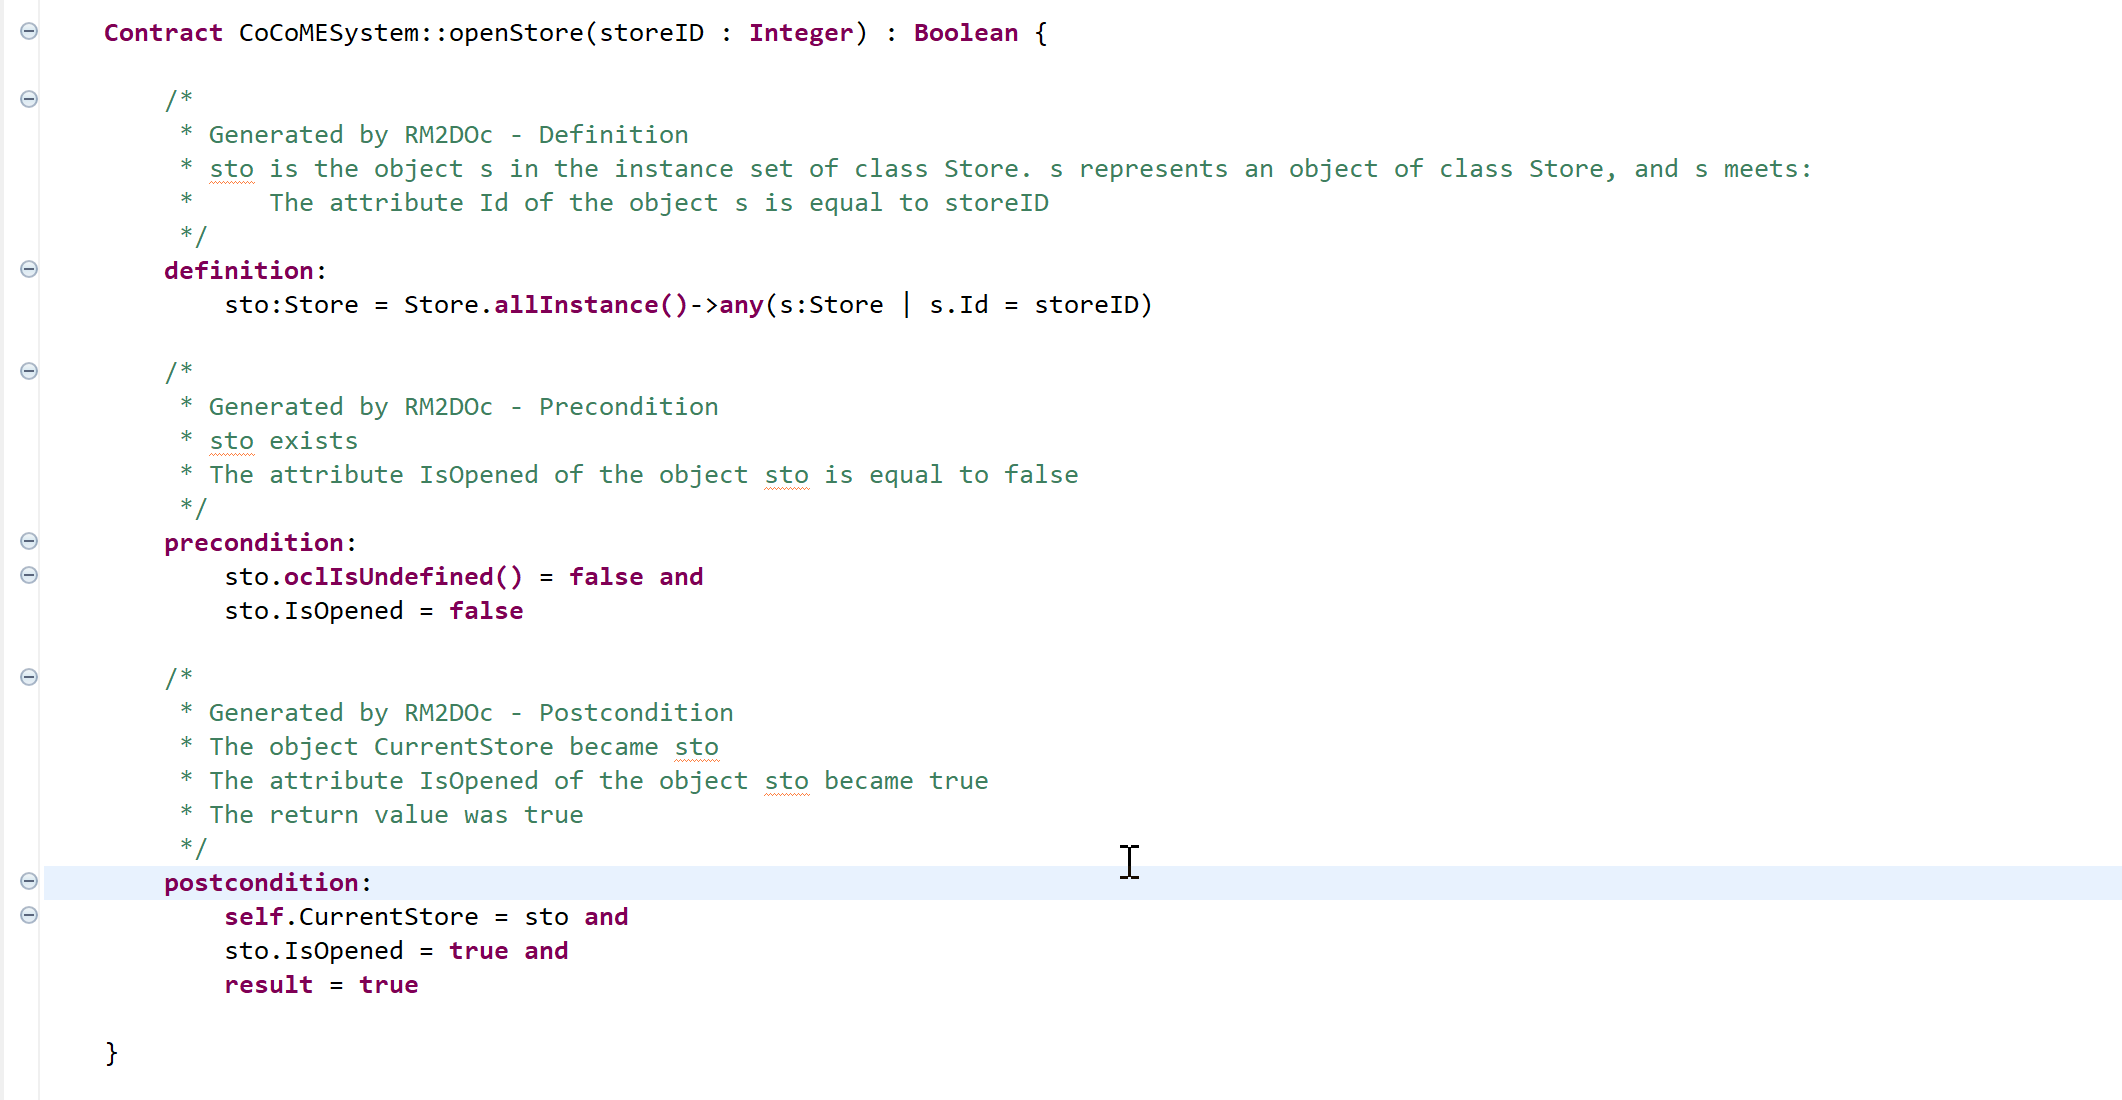 Contract CoCoMESystem::openStore(storeID : Integer) : Boolean {
/*
* Generated by RM2DOc - Definition
* sto is the object s in the instance set of class Store. s represents an object of class Store, and s meets:
*     The attribute Id of the object s is equal to storeID
*/
definition:
sto:Store = Store.allInstance()->any(s:Store | s.Id = storeID)
/*
* Generated by RM2DOc - Precondition
* sto exists
* The attribute IsOpened of the object sto is equal to false
*/
precondition:
sto.oclIsUndefined() = false and
sto.IsOpened = false
/*
* Generated by RM2DOc - Postcondition
* The object CurrentStore became sto
* The attribute IsOpened of the object sto became true
* The return value was true
*/
postcondition:
self.CurrentStore = sto and
sto.IsOpened = true and
result = true
}